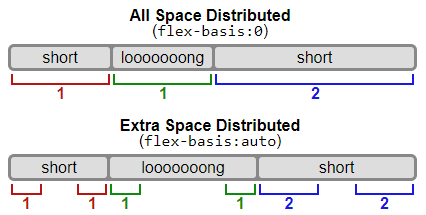 All Space Distributed
(flex-basis:0)
short looooooong short
1 1 2
Extra Space Distributed
(flex-basis:auto)
short looooooong short
1 1 1 1 2 2